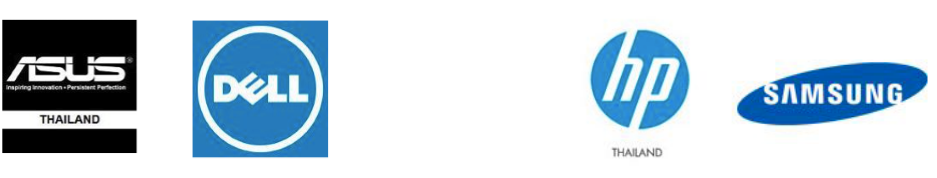 ASUS®
Inspiring Innovation • Persistent Perfection
THAILAND
DELL
hp
THAILAND
SAMSUNG